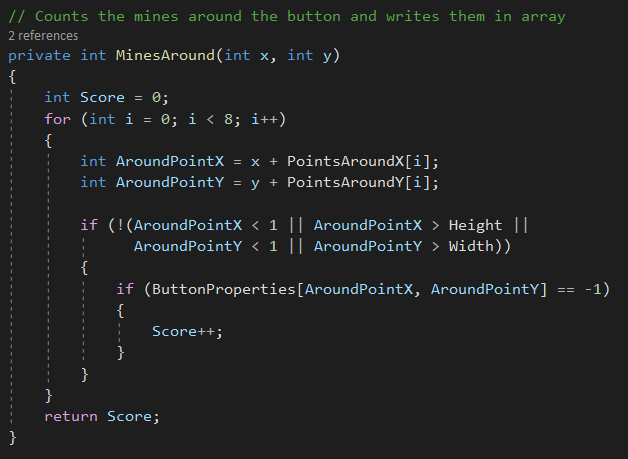 // Counts the mines around the button and writes them in array
2 references
private int MinesAround(int x, int y)
{
    int Score = 0;
    for (int i = 0; i < 8; i++)
    {
        int AroundPointX = x + PointsAroundX[i];
        int AroundPointY = y + PointsAroundY[i];

        if (!(AroundPointX < 1 || AroundPointX > Height ||
              AroundPointY < 1 || AroundPointY > Width))
        {
            if (ButtonProperties[AroundPointX, AroundPointY] == -1)
            {
                Score++;
            }
        }
    }
    return Score;
}